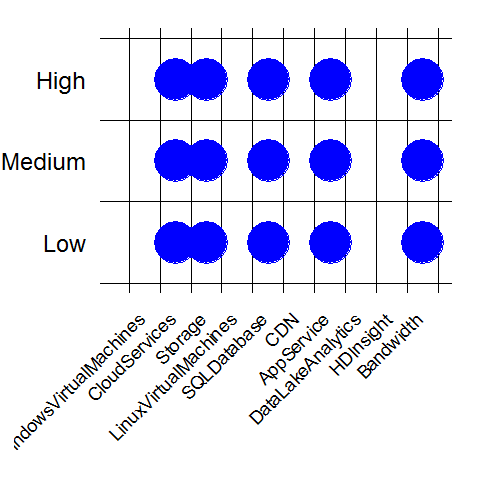 High
Medium
Low
ndowsVirtualMachines
CloudServices
Storage
LinuxVirtualMachines
SQLDatabase
CDN
AppService
DataLakeAnalytics
HDInsight
Bandwidth